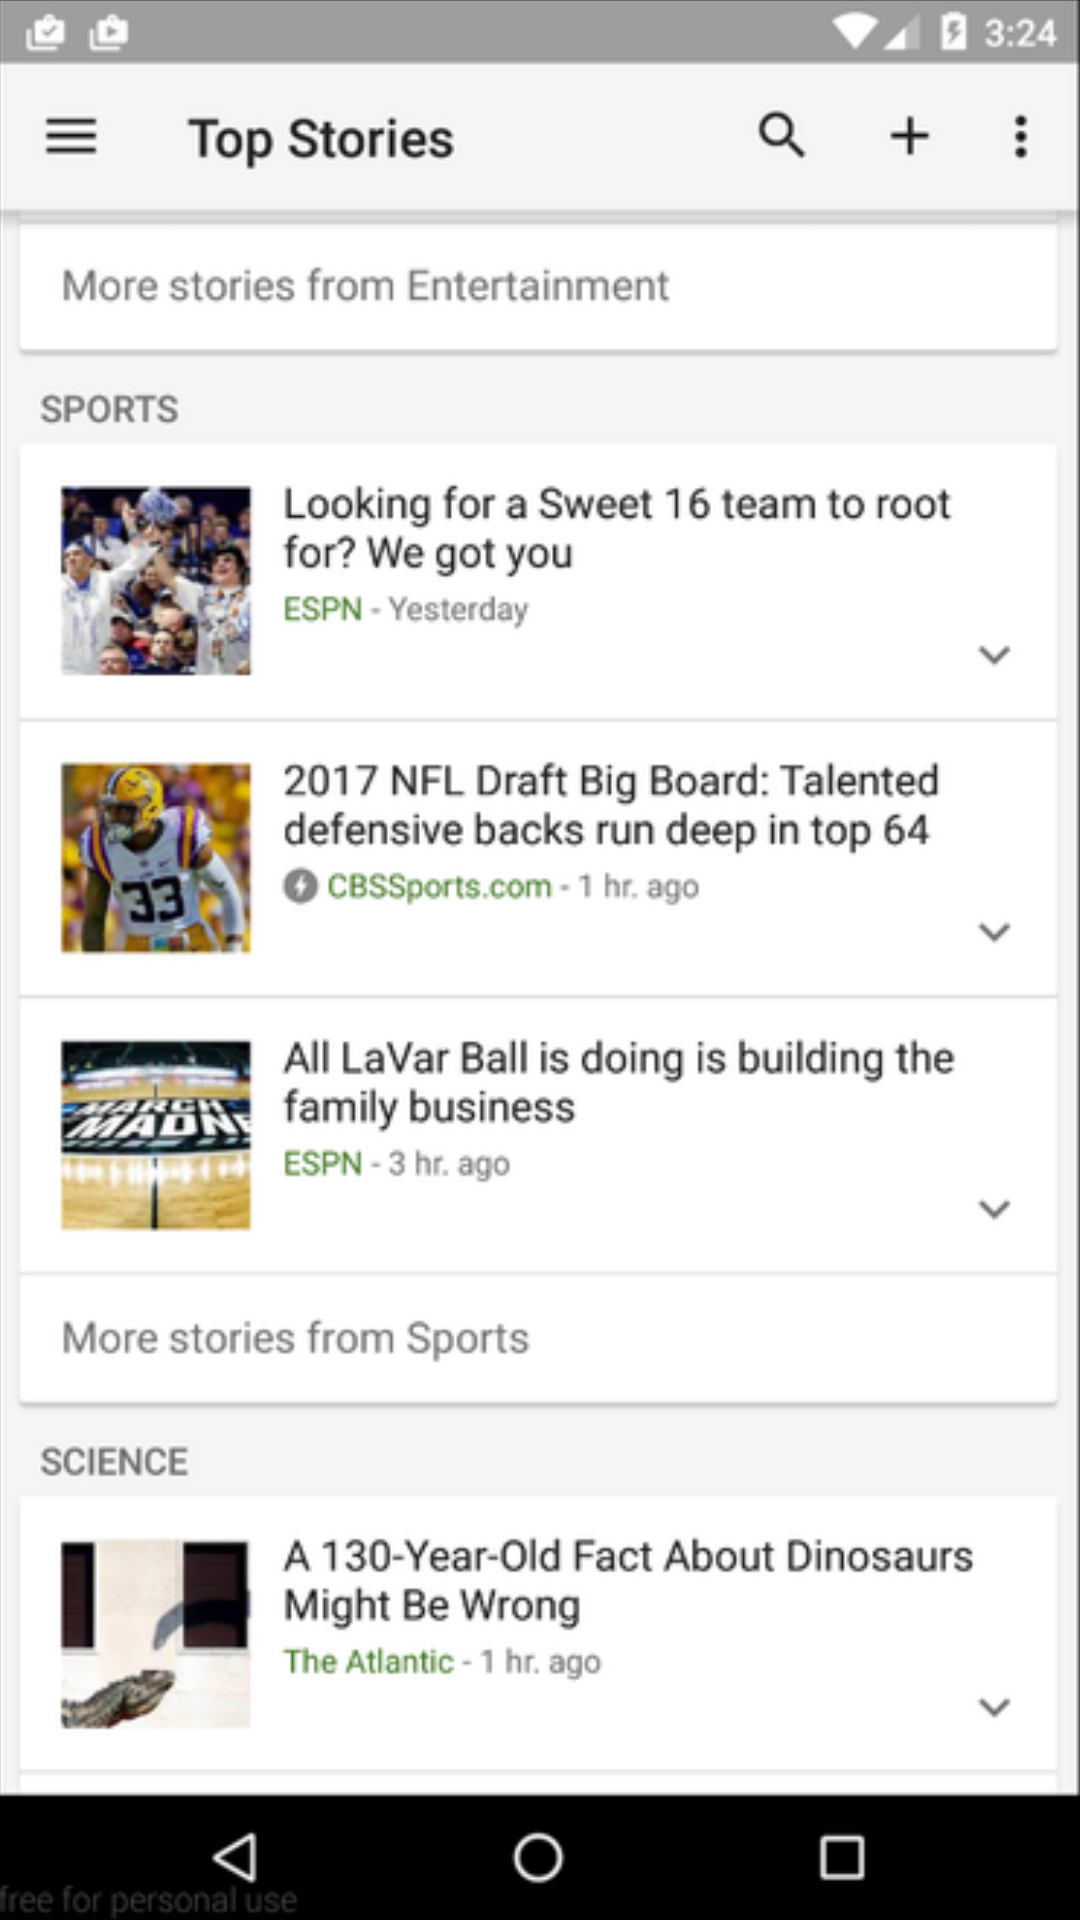 3:24
Top Stories
More stories from Entertainment
SPORTS
Looking for a Sweet 16 team to root
for? We got you
ESPN - Yesterday
2017 NFL Draft Big Board: Talented
defensive backs run deep in top 64
33
CBSSports.com - 1 hr. ago
All LaVar Ball is doing is building the
family business
MARCH
MADN
ESPN - 3 hr. ago
More stories from Sports
SCIENCE
A 130-Year-Old Fact About Dinosaurs
Might Be Wrong
The Atlantic - 1 hr. ago
free for personal use